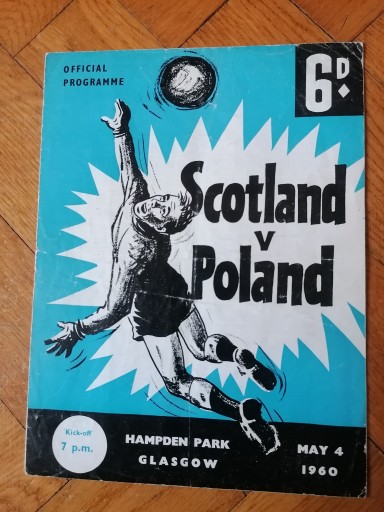 OFFICIAL
PROGRAMME
6D.
Scotland
v
Poland
Kick-off
7 p.m.
HAMPDEN PARK
GLASGOW
MAY 4
1960